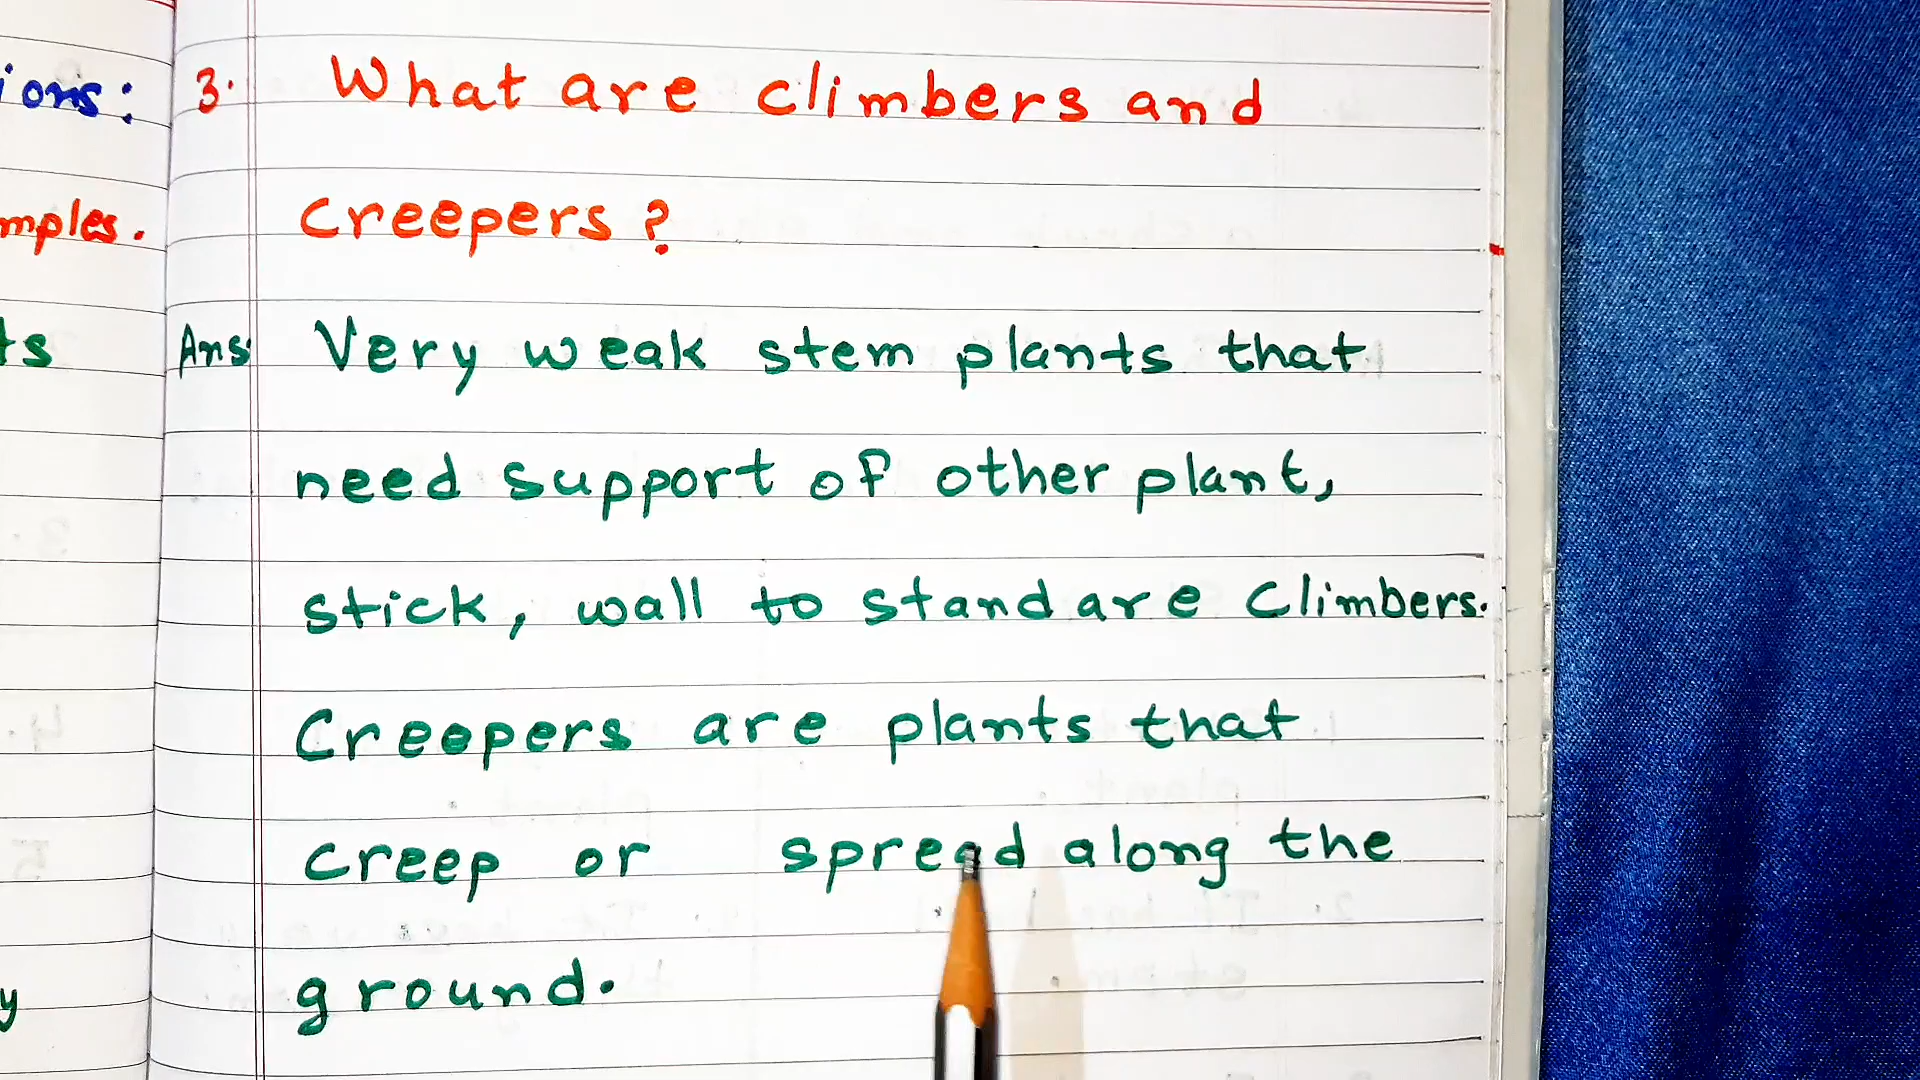 ions:
mples.
ts
y
3. What are climbers and
creepers?
Ans: Very weak stem plants that
need support of other plant,
stick, wall to stand are Climbers.
Creepers are plants that
creep or spread along the
ground.